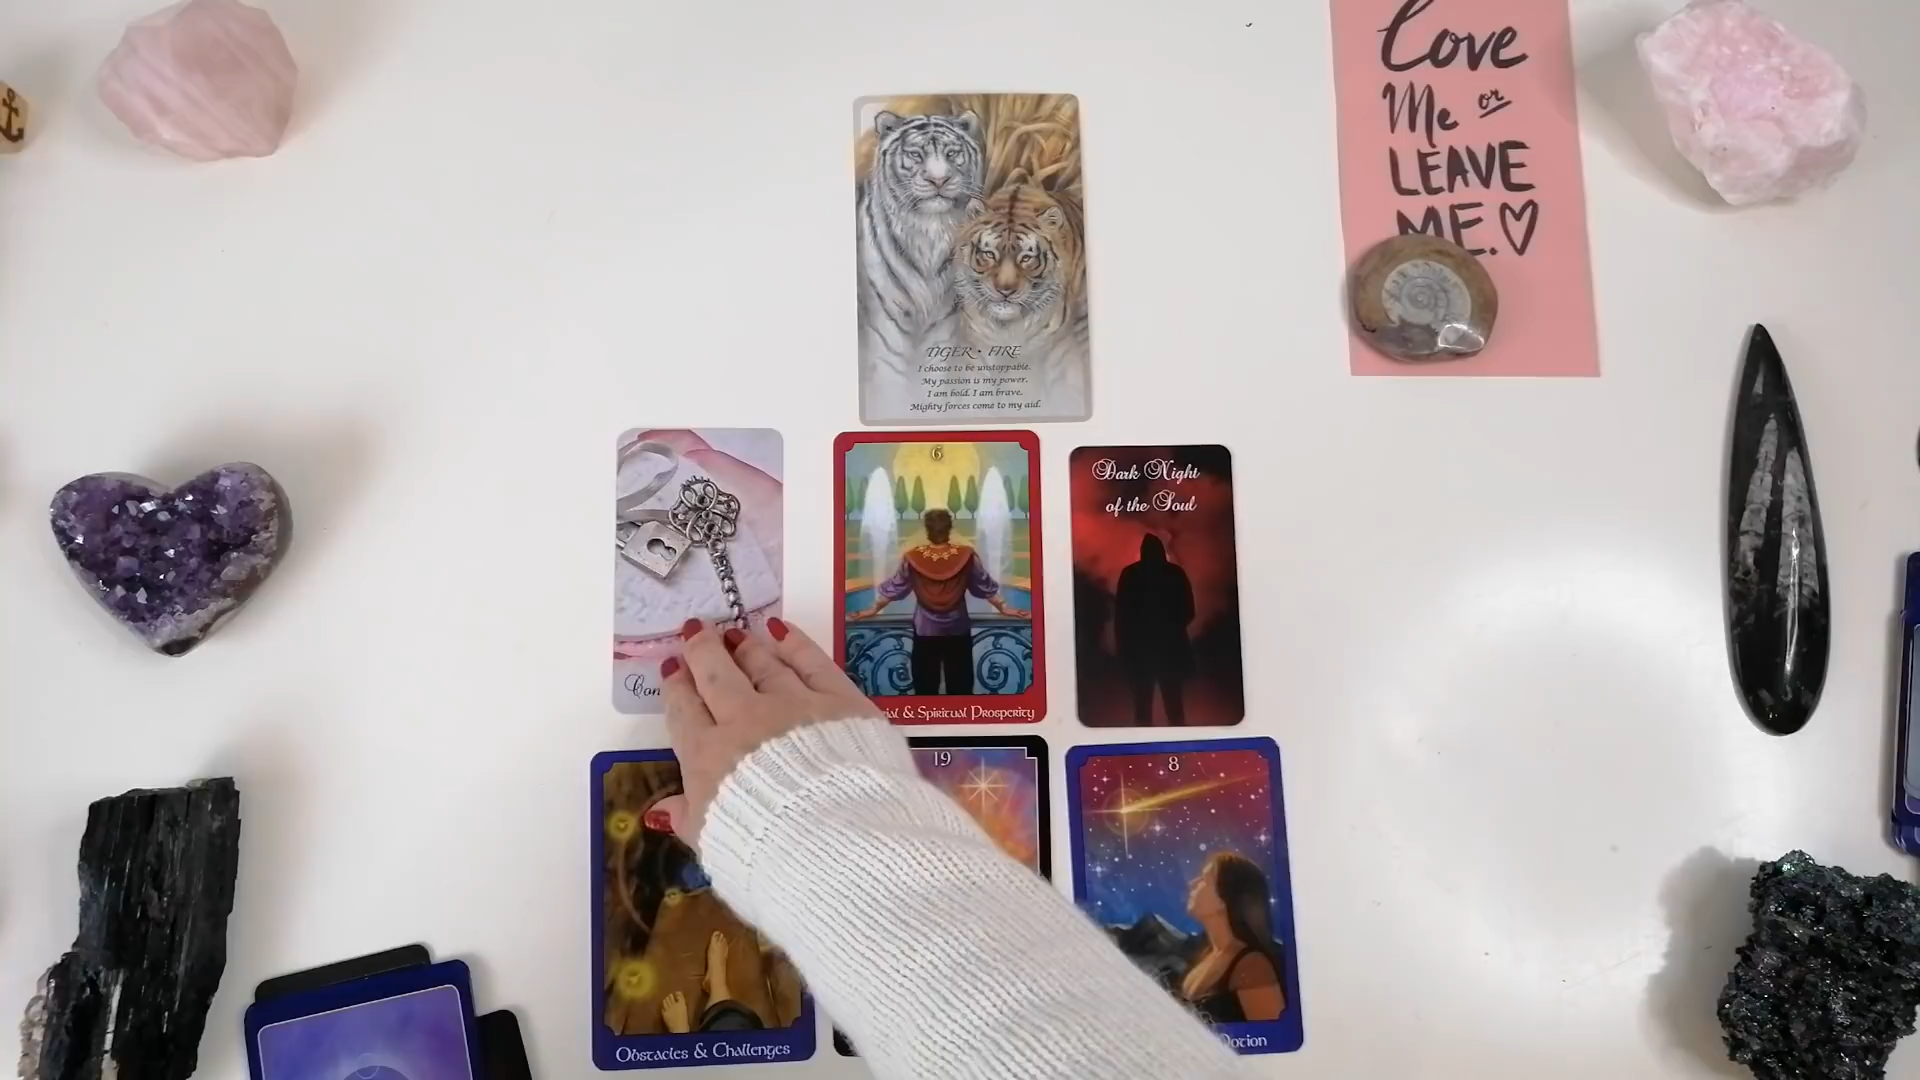 Love
Me or
LEAVE
ME.
TIGER • FIRE
I choose to be unstoppable.
My passion is my power.
I am bold. I am brave.
Mighty forces come to my aid.
6
& Spiritual Prosperity
Dark Night
of the Soul
Obstacles & Challenges
19
8